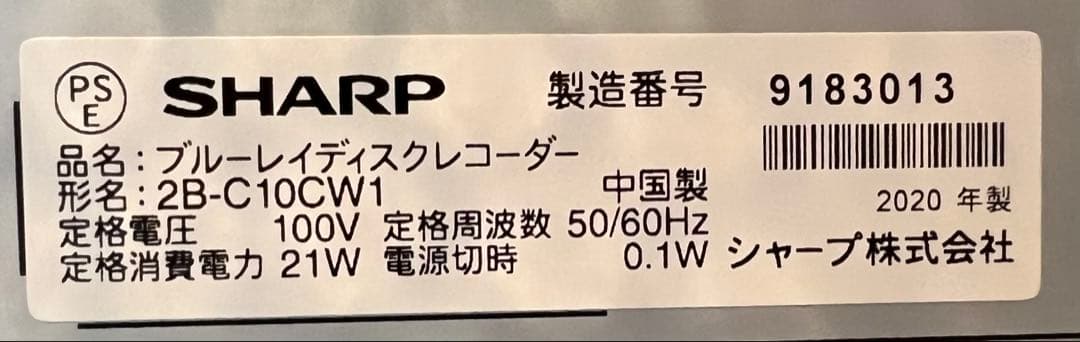 PSE SHARP 製造番号 9183013
品名:ブルーレイディスクレコーダー
形名:2B-C10CW1 中国製 2020 年製
定格電圧 100V 定格周波数 50/60Hz
定格消費電力 21W 電源切時 0.1W シャープ株式会社